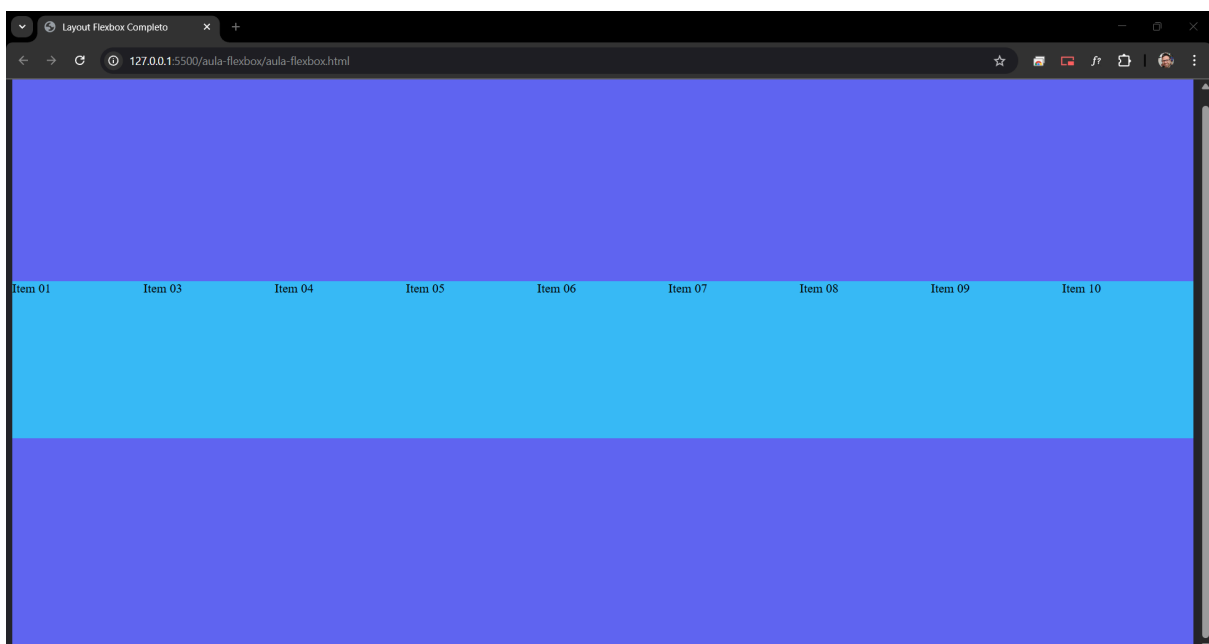 Layout Flexbox Completo
127.0.0.1:5500/aula-flexbox/aula-flexbox.html
f?
Item 01 Item 03 Item 04 Item 05 Item 06 Item 07 Item 08 Item 09 Item 10